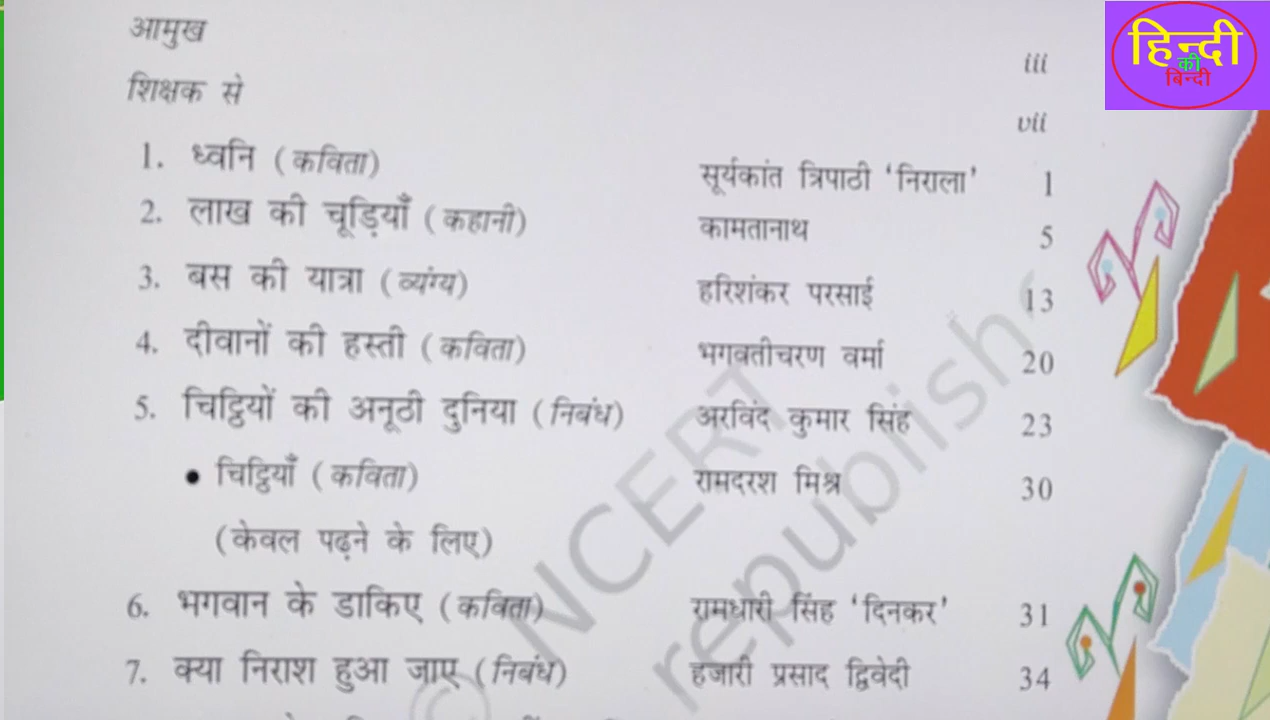 आमुख iii
शिक्षक से vii
1. ध्वनि (कविता) सूर्यकांत त्रिपाठी ‘निराला’ 1
2. लाख की चूड़ियाँ (कहानी) कामतानाथ 5
3. बस की यात्रा (व्यंग्य) हरिशंकर परसाई 13
4. दीवानों की हस्ती (कविता) भगवतीचरण वर्मा 20
5. चिट्ठियों की अनूठी दुनिया (निबंध) अरविंद कुमार सिंह 23
• चिट्ठियाँ (कविता) रामदरश मिश्र 30
(केवल पढ़ने के लिए)
6. भगवान के डाकिए (कविता) रामधारी सिंह ‘दिनकर’ 31
7. क्या निराश हुआ जाए (निबंध) हजारी प्रसाद द्विवेदी 34
© NCERT
republish
हिन्दी
की
बिन्दी